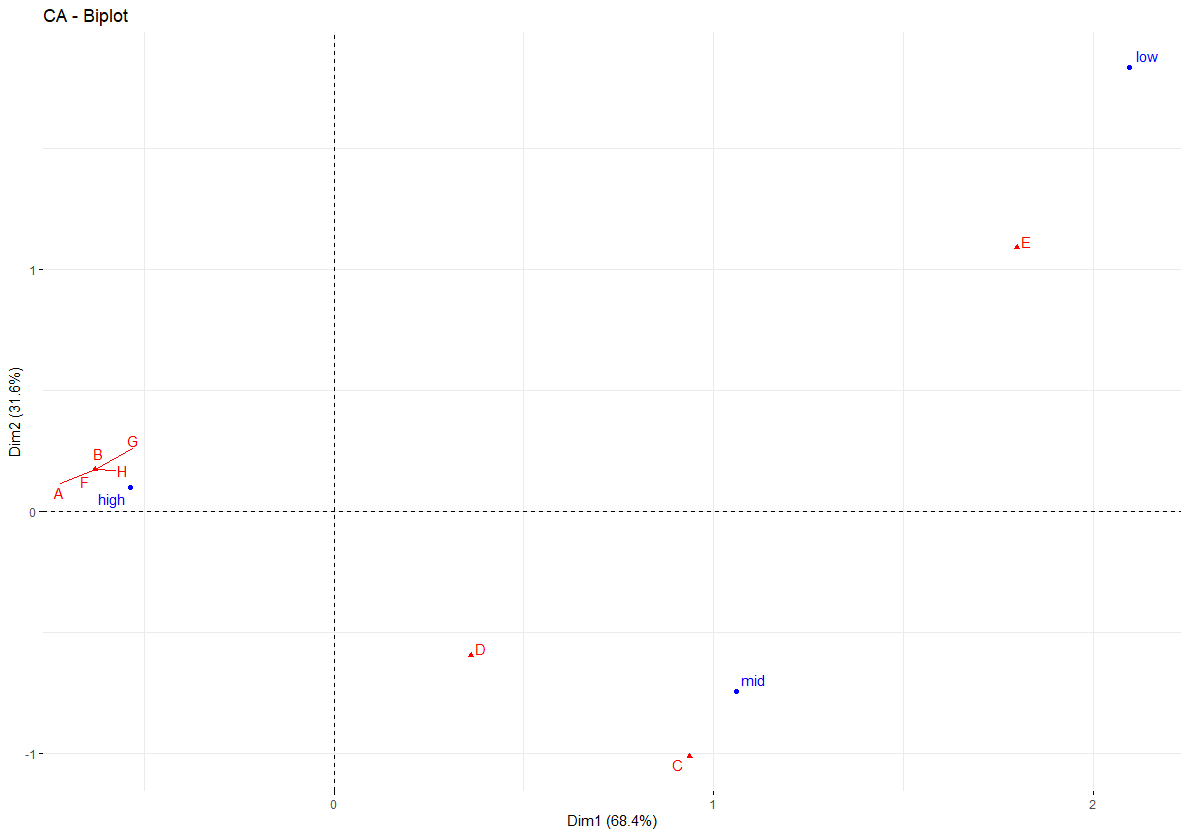 CA - Biplot
low
E
1
Dim2 (31.6%)
G
B
H
F
A
high
0
D
mid
C
-1
0
1
2
Dim1 (68.4%)